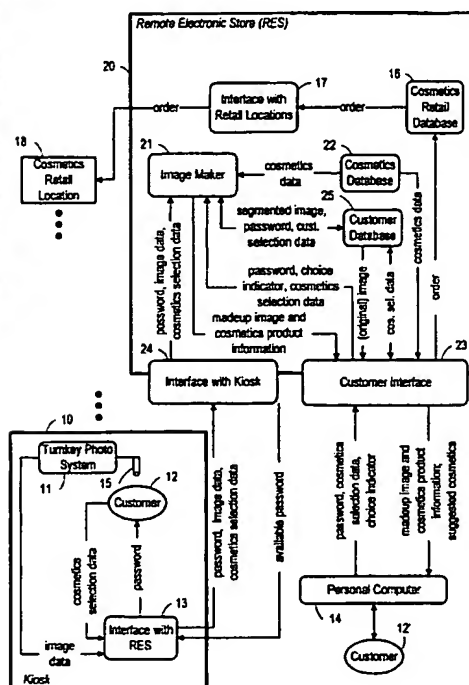 Remote Electronic Store (RES)
20
17
16
order
Interface with
Retail Locations
order
Cosmetics
Retail
Database
18
Cosmetics
Retail
Location
21
Image Maker
cosmetics
data
22
Cosmetics
Database
25
Customer
Database
segmented image,
password, cust.
selection data
password, image data,
cosmetics selection data
password, choice
indicator, cosmetics
selection data
madeup image and
cosmetics product
information
(original) image
cos. sel. data
cosmetics data
order
24
Interface with Kiosk
Customer Interface
23
10
Turnkey Photo
System
11
15
12
Customer
cosmetics
selection data
password
13
Interface with
RES
image
data
Kiosk
password, image data,
cosmetics selection data
available password
password, cosmetics
selection data,
choice indicator
madeup image and
cosmetics product
information;
suggested cosmetics
Personal Computer
14
Customer
12'